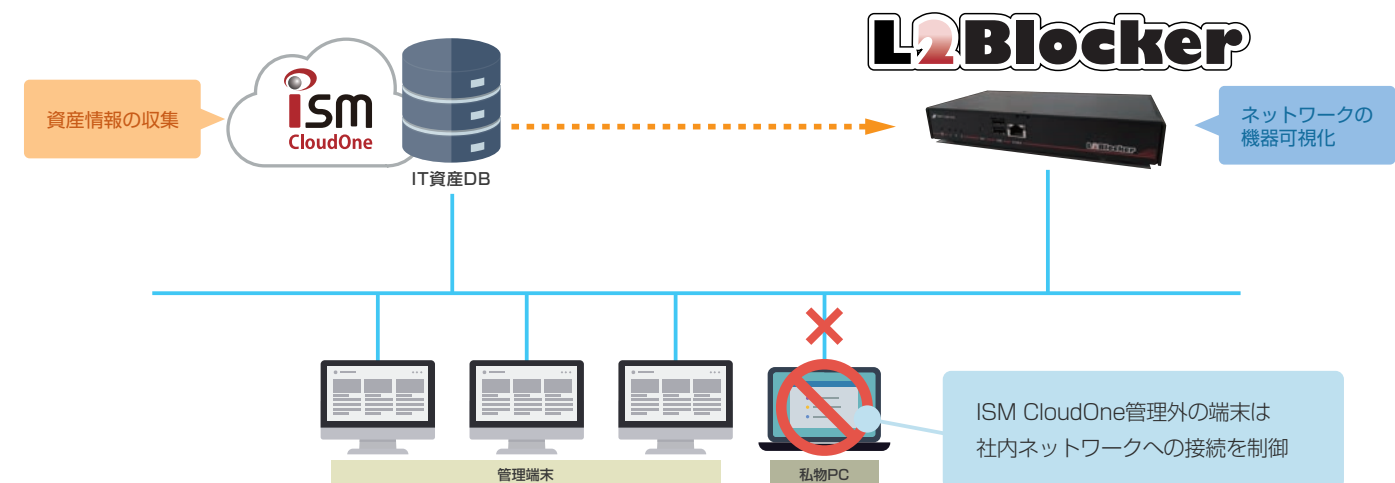 L2Blocker
資産情報の収集
ism
CloudOne
IT資産DB
L2Blocker
ネットワークの
機器可視化
ISM CloudOne管理外の端末は
社内ネットワークへの接続を制御
管理端末
私物PC